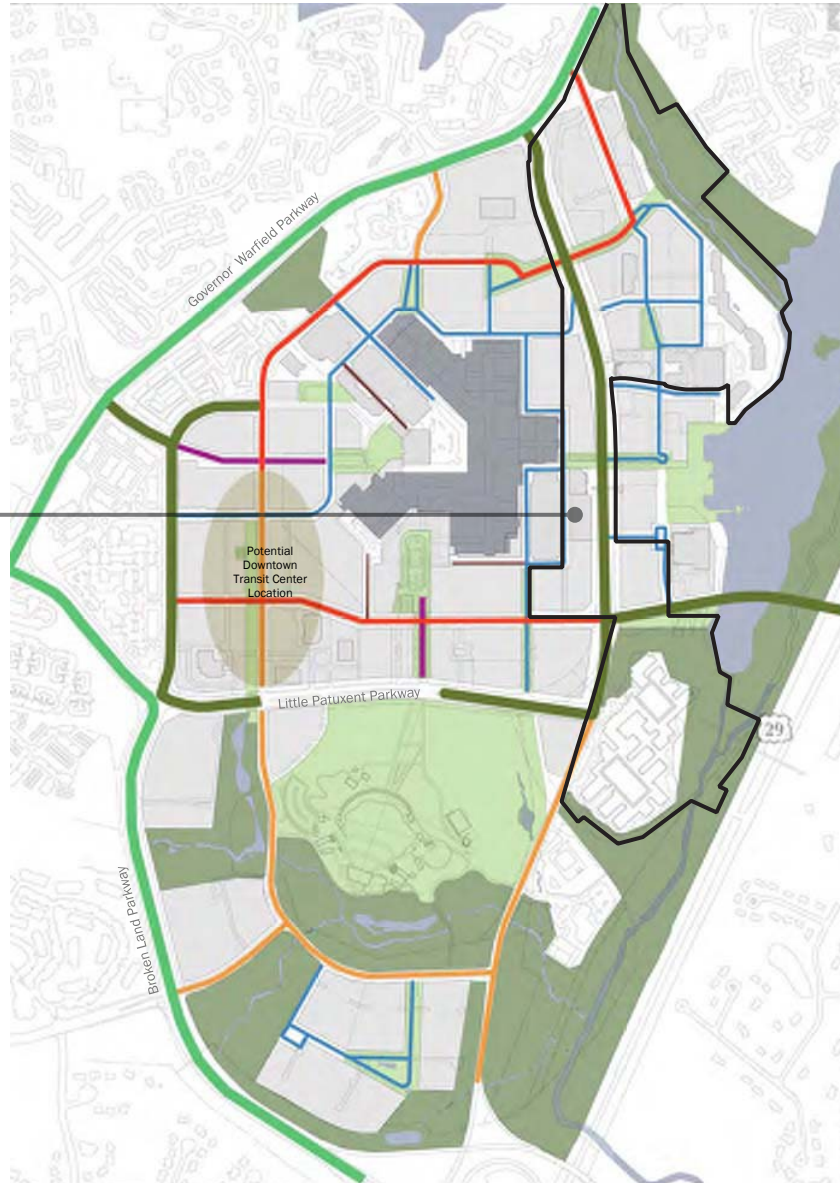 Governor Warfield Parkway
Potential
Downtown
Transit Center
Location
Little Patuxent Parkway
29
Broken Land Parkway